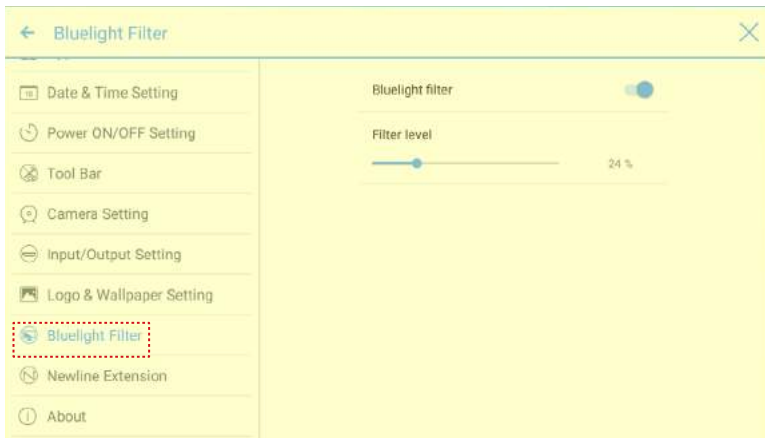 Bluelight Filter
Date & Time Setting
Power ON/OFF Setting
Tool Bar
Camera Setting
Input/Output Setting
Logo & Wallpaper Setting
Bluelight Filter
Newline Extension
About
Bluelight filter
Filter level
24 %